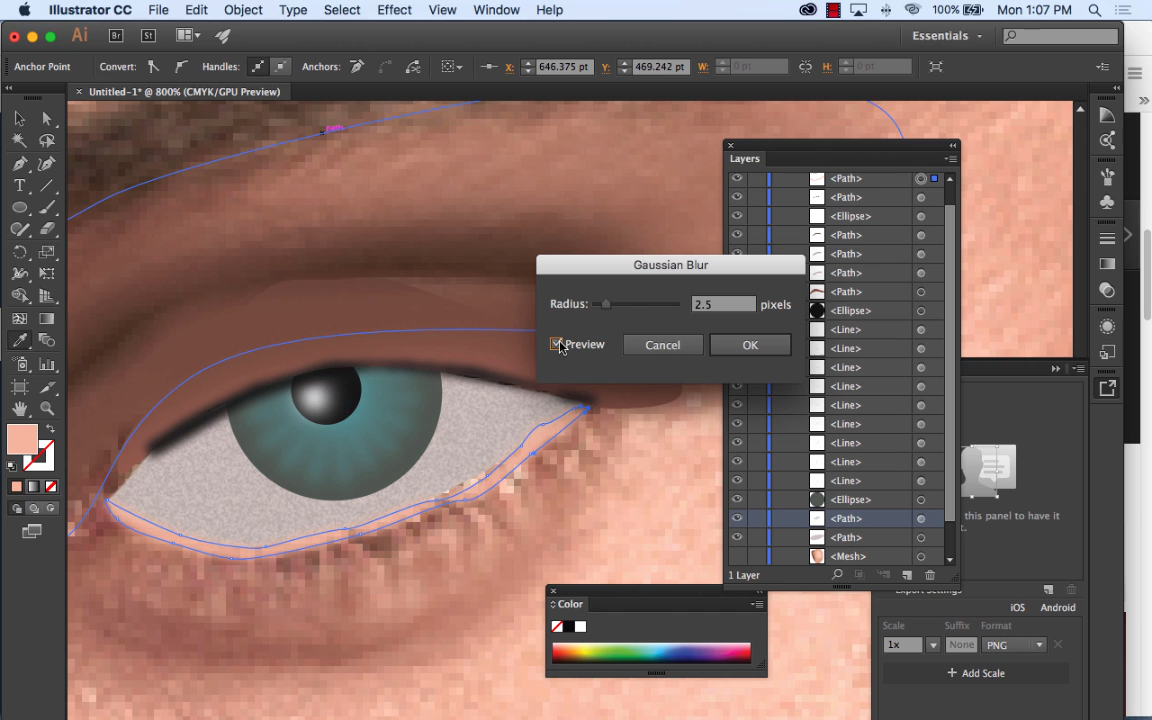 Illustrator CC File Edit Object Type Select Effect View Window Help 100% Mon 1:07 PM
Ai Br St Essentials
Anchor Point Convert: Handles: Anchors: X: 646.375 pt Y: 469.242 pt W: 0 pt H: 0 pt
Untitled-1* @ 800% (CMYK/GPU Preview)
path
Layers
<Path>
<Path>
<Ellipse>
<Path>
<Path>
<Path>
<Path>
<Ellipse>
<Line>
<Line>
<Line>
<Line>
<Line>
<Line>
<Line>
<Line>
<Line>
<Ellipse>
<Path>
<Path>
<Mesh>
1 Layer
Gaussian Blur
Radius: 2.5 pixels
Preview Cancel OK
this panel to have it
Color
Export Settings
iOS Android
Scale Suffix Format
1x None PNG
+ Add Scale